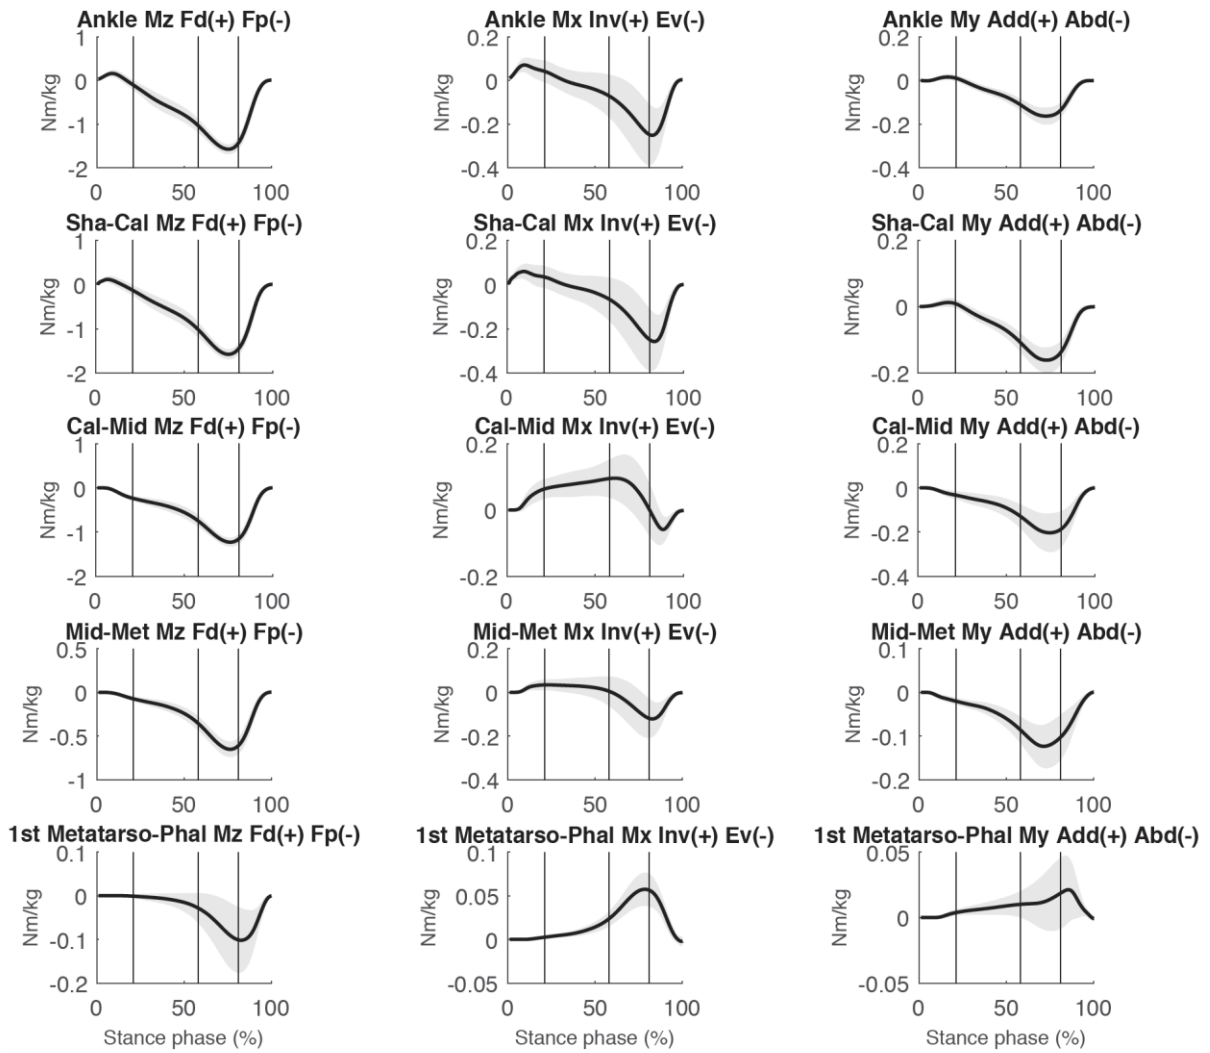 Ankle Mz Fd(+) Fp(-)
1
0
-1
-2
Nm/kg
0 50 100
Ankle Mx Inv(+) Ev(-)
0.2
0
-0.2
-0.4
Nm/kg
0 50 100
Ankle My Add(+) Abd(-)
0.2
0
-0.2
-0.4
Nm/kg
0 50 100
Sha-Cal Mz Fd(+) Fp(-)
1
0
-1
-2
Nm/kg
0 50 100
Sha-Cal Mx Inv(+) Ev(-)
0.2
0
-0.2
-0.4
Nm/kg
0 50 100
Sha-Cal My Add(+) Abd(-)
0.2
0
-0.2
Nm/kg
0 50 100
Cal-Mid Mz Fd(+) Fp(-)
1
0
-1
-2
Nm/kg
0 50 100
Cal-Mid Mx Inv(+) Ev(-)
0.2
0
-0.2
Nm/kg
0 50 100
Cal-Mid My Add(+) Abd(-)
0.2
0
-0.2
-0.4
Nm/kg
0 50 100
Mid-Met Mz Fd(+) Fp(-)
0.5
0
-0.5
-1
Nm/kg
0 50 100
Mid-Met Mx Inv(+) Ev(-)
0.2
0
-0.2
-0.4
Nm/kg
0 50 100
Mid-Met My Add(+) Abd(-)
0.1
0
-0.1
-0.2
Nm/kg
0 50 100
1st Metatarso-Phal Mz Fd(+) Fp(-)
0.1
0
-0.1
-0.2
Nm/kg
0 50 100
Stance phase (%)
1st Metatarso-Phal Mx Inv(+) Ev(-)
0.1
0.05
0
-0.05
Nm/kg
0 50 100
Stance phase (%)
1st Metatarso-Phal My Add(+) Abd(-)
0.05
0
-0.05
Nm/kg
0 50 100
Stance phase (%)